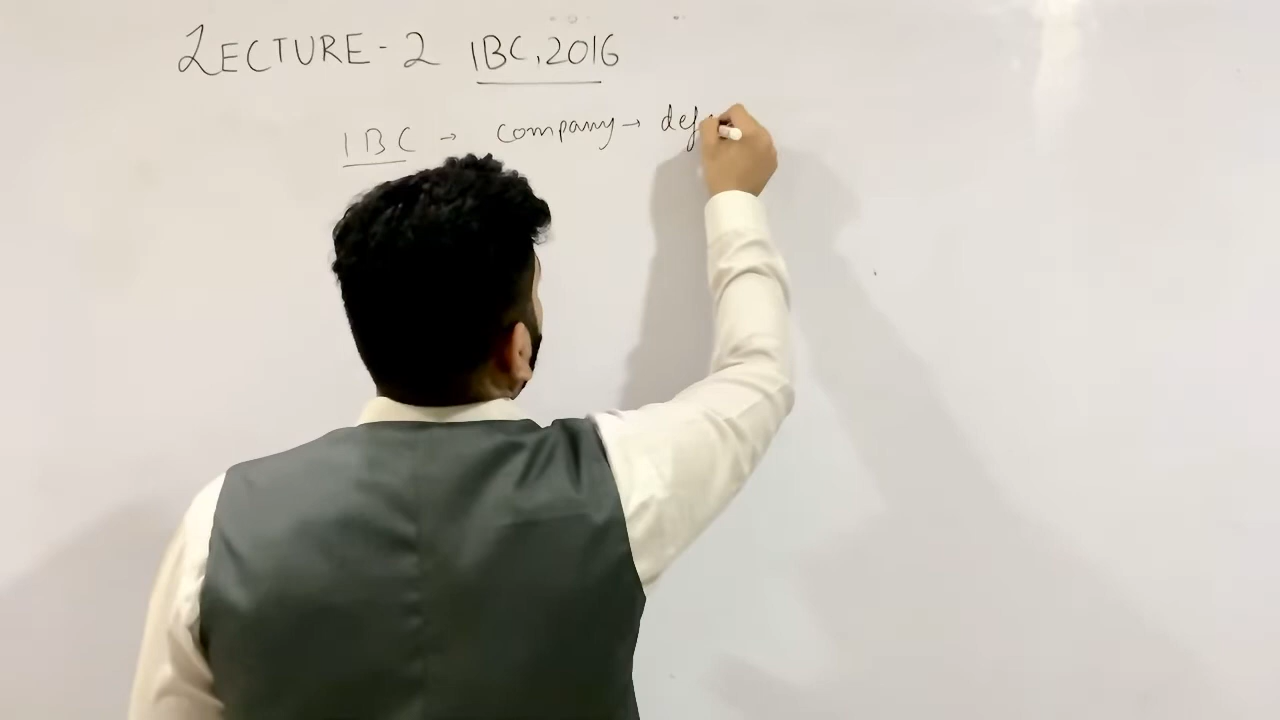 LECTURE-2 IBC, 2016
IBC → company → def